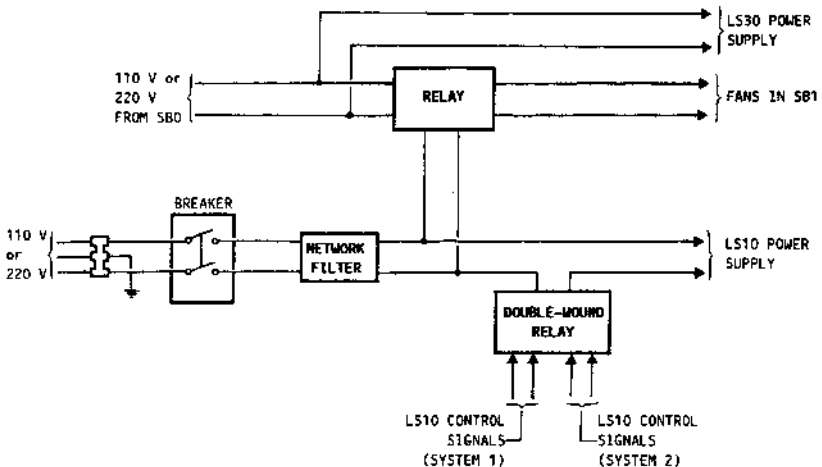 LS30 POWER
SUPPLY
110 V or
220 V
FROM SB0
RELAY
FANS IN SB1
BREAKER
110 V
or
220 V
NETWORK
FILTER
LS10 POWER
SUPPLY
DOUBLE-WOUND
RELAY
LS10 CONTROL
SIGNALS
(SYSTEM 1)
LS10 CONTROL
SIGNALS
(SYSTEM 2)